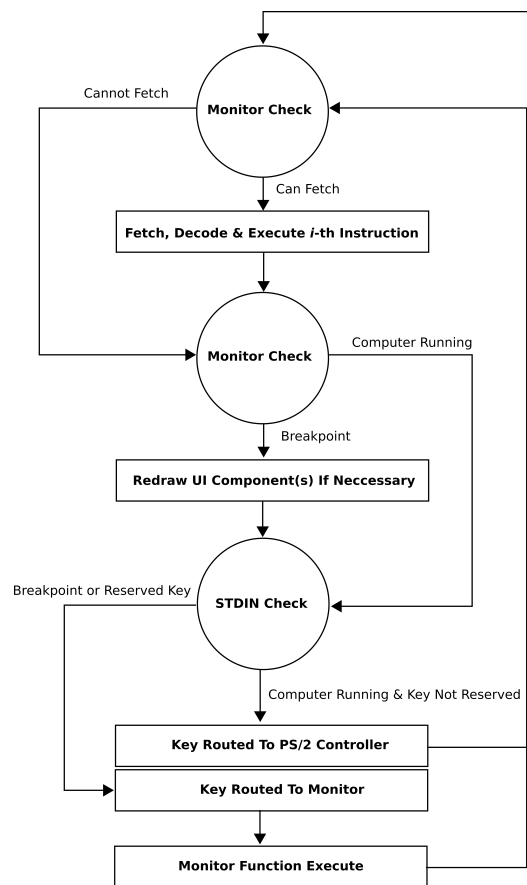 Cannot Fetch
Monitor Check
Can Fetch
Fetch, Decode & Execute i-th Instruction
Monitor Check
Computer Running
Breakpoint
Redraw UI Component(s) If Neccessary
STDIN Check
Breakpoint or Reserved Key
Computer Running & Key Not Reserved
Key Routed To PS/2 Controller
Key Routed To Monitor
Monitor Function Execute